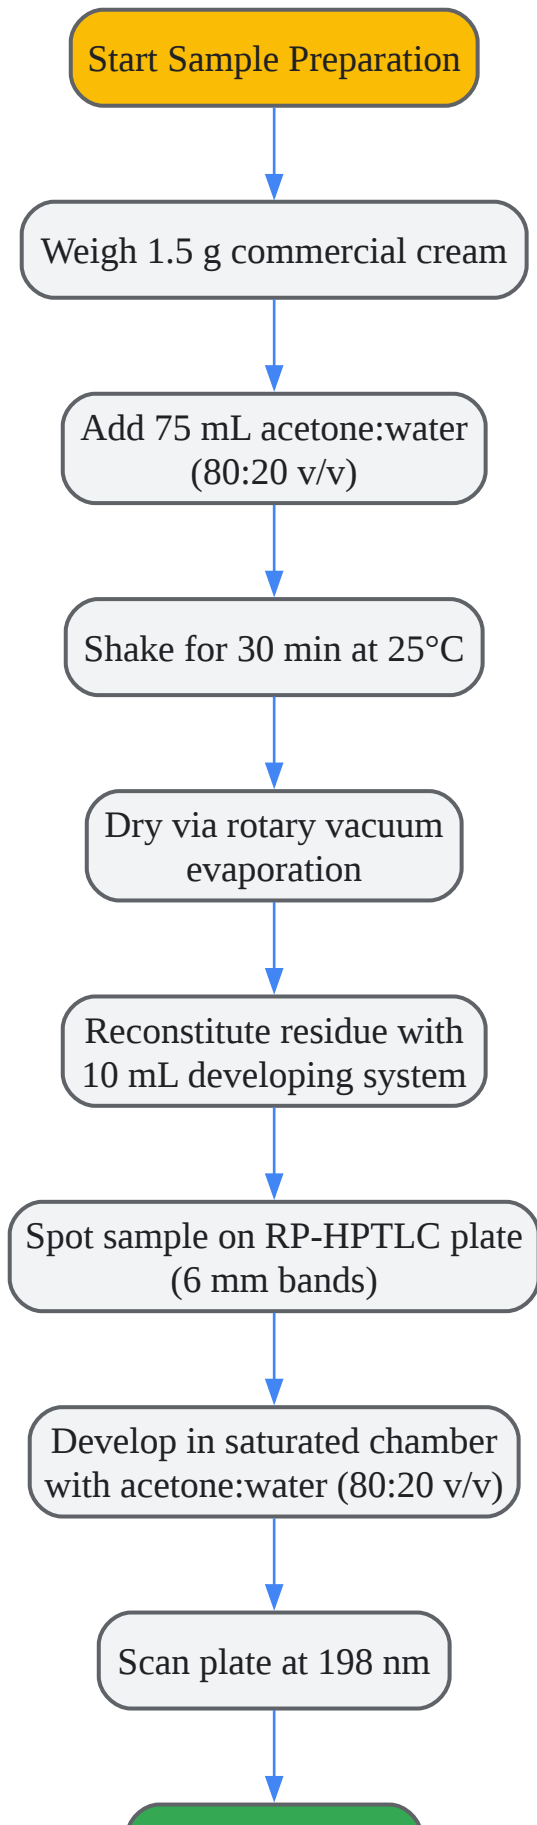 Start Sample Preparation
Weigh 1.5 g commercial cream
Add 75 mL acetone:water
(80:20 v/v)
Shake for 30 min at 25°C
Dry via rotary vacuum
evaporation
Reconstitute residue with
10 mL developing system
Spot sample on RP-HPTLC plate
(6 mm bands)
Develop in saturated chamber
with acetone:water (80:20 v/v)
Scan plate at 198 nm